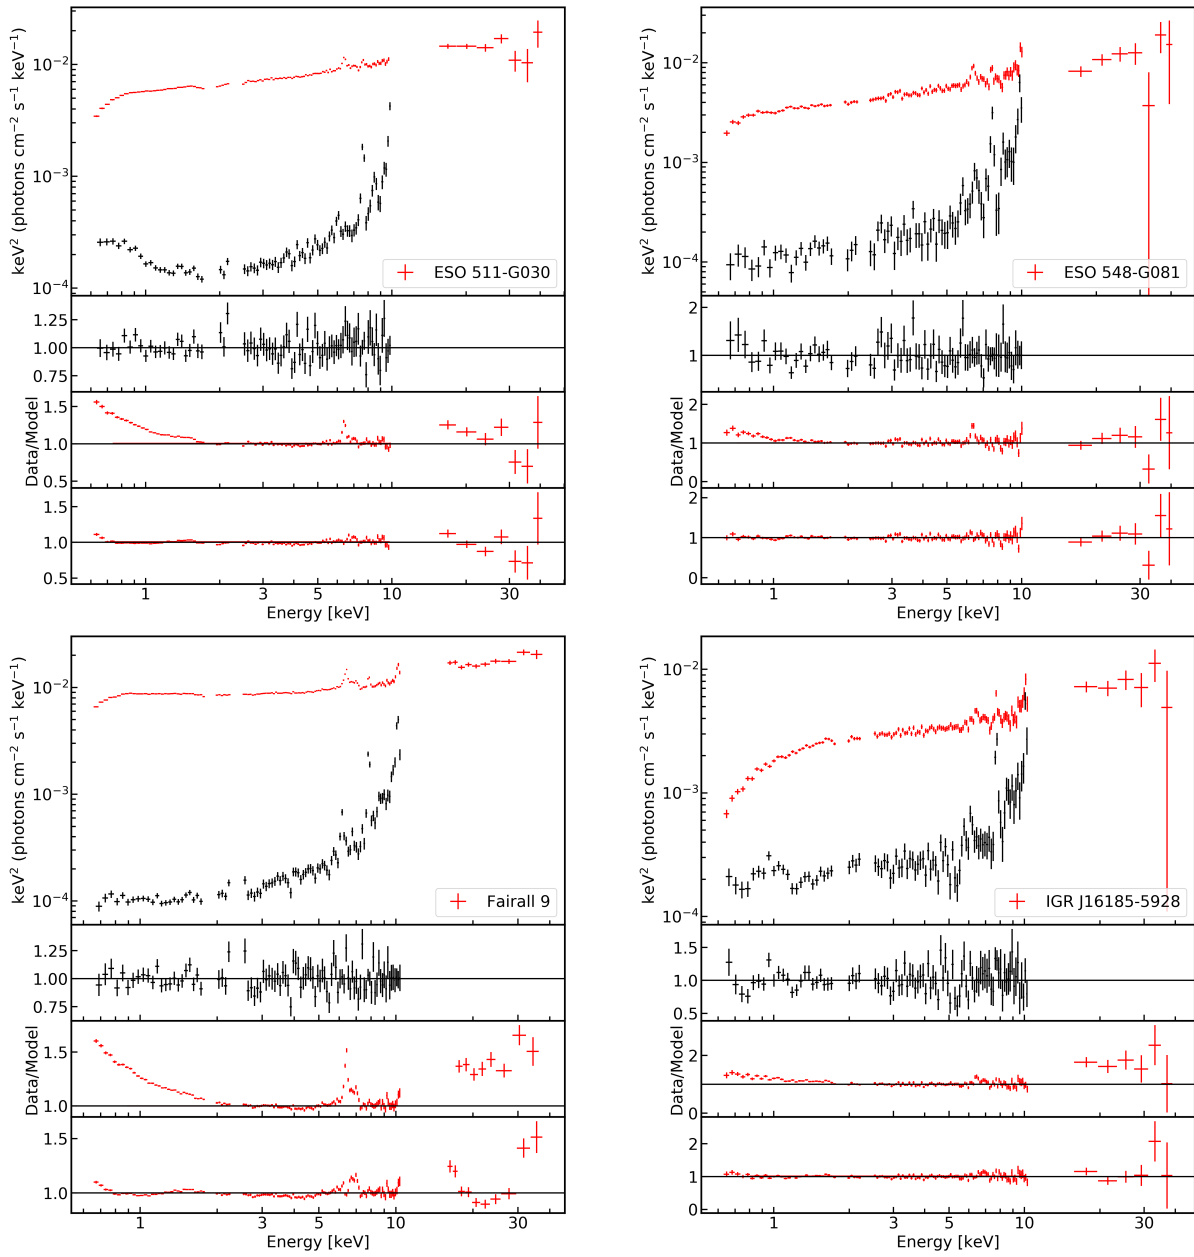 keV² (photons cm⁻² s⁻¹ keV⁻¹)
10⁻²
10⁻³
10⁻⁴
ESO 511-G030
1.25
1.00
0.75
Data/Model
1.5
1.0
0.5
1.5
1.0
0.5
1 3 5 10 30
Energy [keV]
keV² (photons cm⁻² s⁻¹ keV⁻¹)
10⁻²
10⁻³
10⁻⁴
ESO 548-G081
2
1
Data/Model
2
1
0
2
1
0
1 3 5 10 30
Energy [keV]
keV² (photons cm⁻² s⁻¹ keV⁻¹)
10⁻²
10⁻³
10⁻⁴
Fairall 9
1.25
1.00
0.75
Data/Model
1.5
1.0
1.5
1.0
1 3 5 10 30
Energy [keV]
keV² (photons cm⁻² s⁻¹ keV⁻¹)
10⁻²
10⁻³
10⁻⁴
IGR J16185-5928
1.5
1.0
0.5
Data/Model
2
1
0
2
1
0
1 3 5 10 30
Energy [keV]